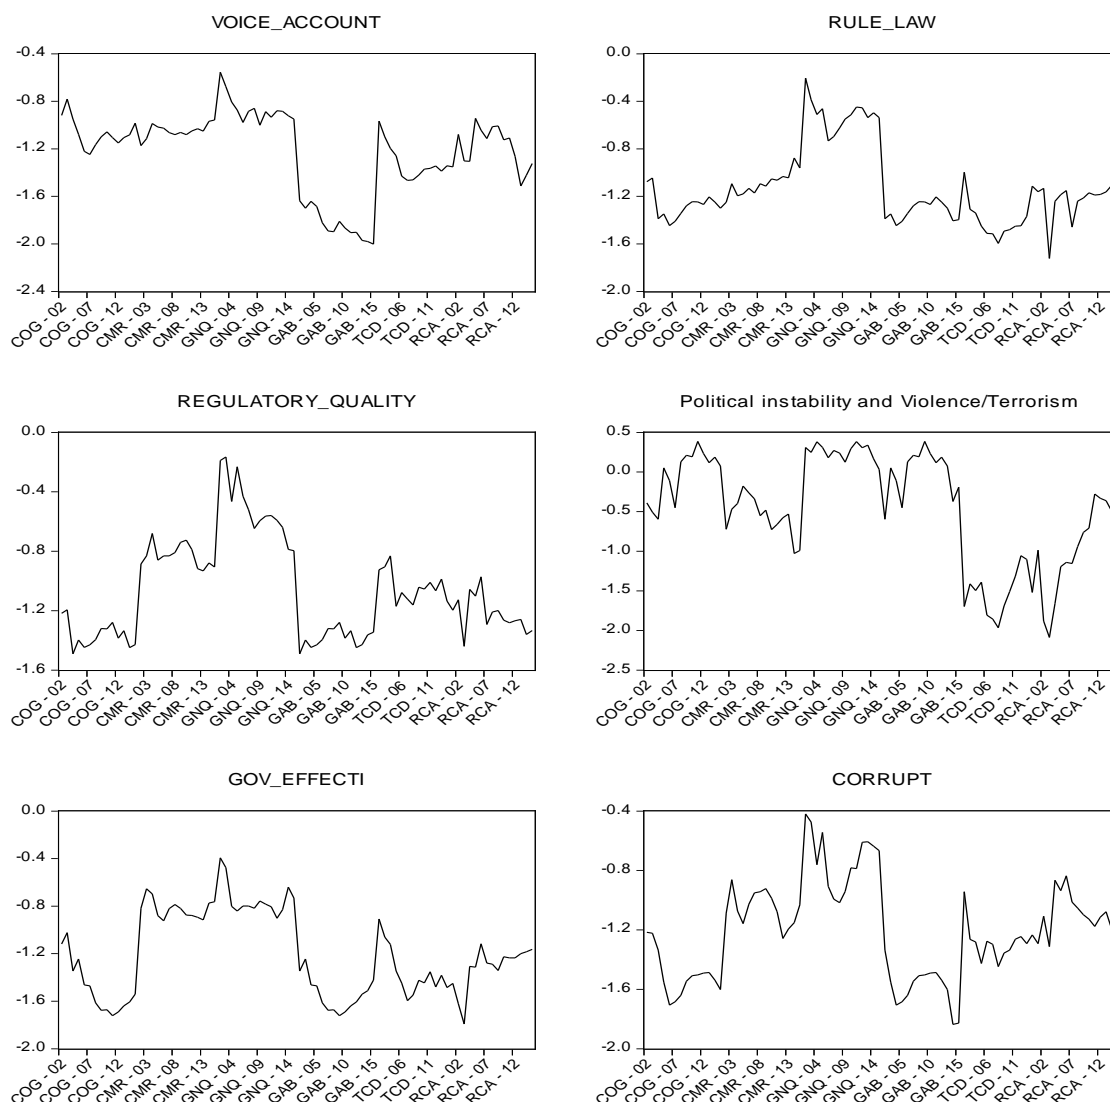 VOICE_ACCOUNT
-0.4
-0.8
-1.2
-1.6
-2.0
-2.4
COG - 02
COG - 07
COG - 12
CMR - 03
CMR - 08
CMR - 13
GNQ - 04
GNQ - 09
GNQ - 14
GAB - 05
GAB - 10
GAB - 15
TCD - 06
TCD - 11
RCA - 02
RCA - 07
RCA - 12
RULE_LAW
0.0
-0.4
-0.8
-1.2
-1.6
-2.0
COG - 02
COG - 07
COG - 12
CMR - 03
CMR - 08
CMR - 13
GNQ - 04
GNQ - 09
GNQ - 14
GAB - 05
GAB - 10
GAB - 15
TCD - 06
TCD - 11
RCA - 02
RCA - 07
RCA - 12
REGULATORY_QUALITY
0.0
-0.4
-0.8
-1.2
-1.6
COG - 02
COG - 07
COG - 12
CMR - 03
CMR - 08
CMR - 13
GNQ - 04
GNQ - 09
GNQ - 14
GAB - 05
GAB - 10
GAB - 15
TCD - 06
TCD - 11
RCA - 02
RCA - 07
RCA - 12
Political instability and Violence/Terrorism
0.5
0.0
-0.5
-1.0
-1.5
-2.0
-2.5
COG - 02
COG - 07
COG - 12
CMR - 03
CMR - 08
CMR - 13
GNQ - 04
GNQ - 09
GNQ - 14
GAB - 05
GAB - 10
GAB - 15
TCD - 06
TCD - 11
RCA - 02
RCA - 07
RCA - 12
GOV_EFFECTI
0.0
-0.4
-0.8
-1.2
-1.6
-2.0
COG - 02
COG - 07
COG - 12
CMR - 03
CMR - 08
CMR - 13
GNQ - 04
GNQ - 09
GNQ - 14
GAB - 05
GAB - 10
GAB - 15
TCD - 06
TCD - 11
RCA - 02
RCA - 07
RCA - 12
CORRUPT
-0.4
-0.8
-1.2
-1.6
-2.0
COG - 02
COG - 07
COG - 12
CMR - 03
CMR - 08
CMR - 13
GNQ - 04
GNQ - 09
GNQ - 14
GAB - 05
GAB - 10
GAB - 15
TCD - 06
TCD - 11
RCA - 02
RCA - 07
RCA - 12